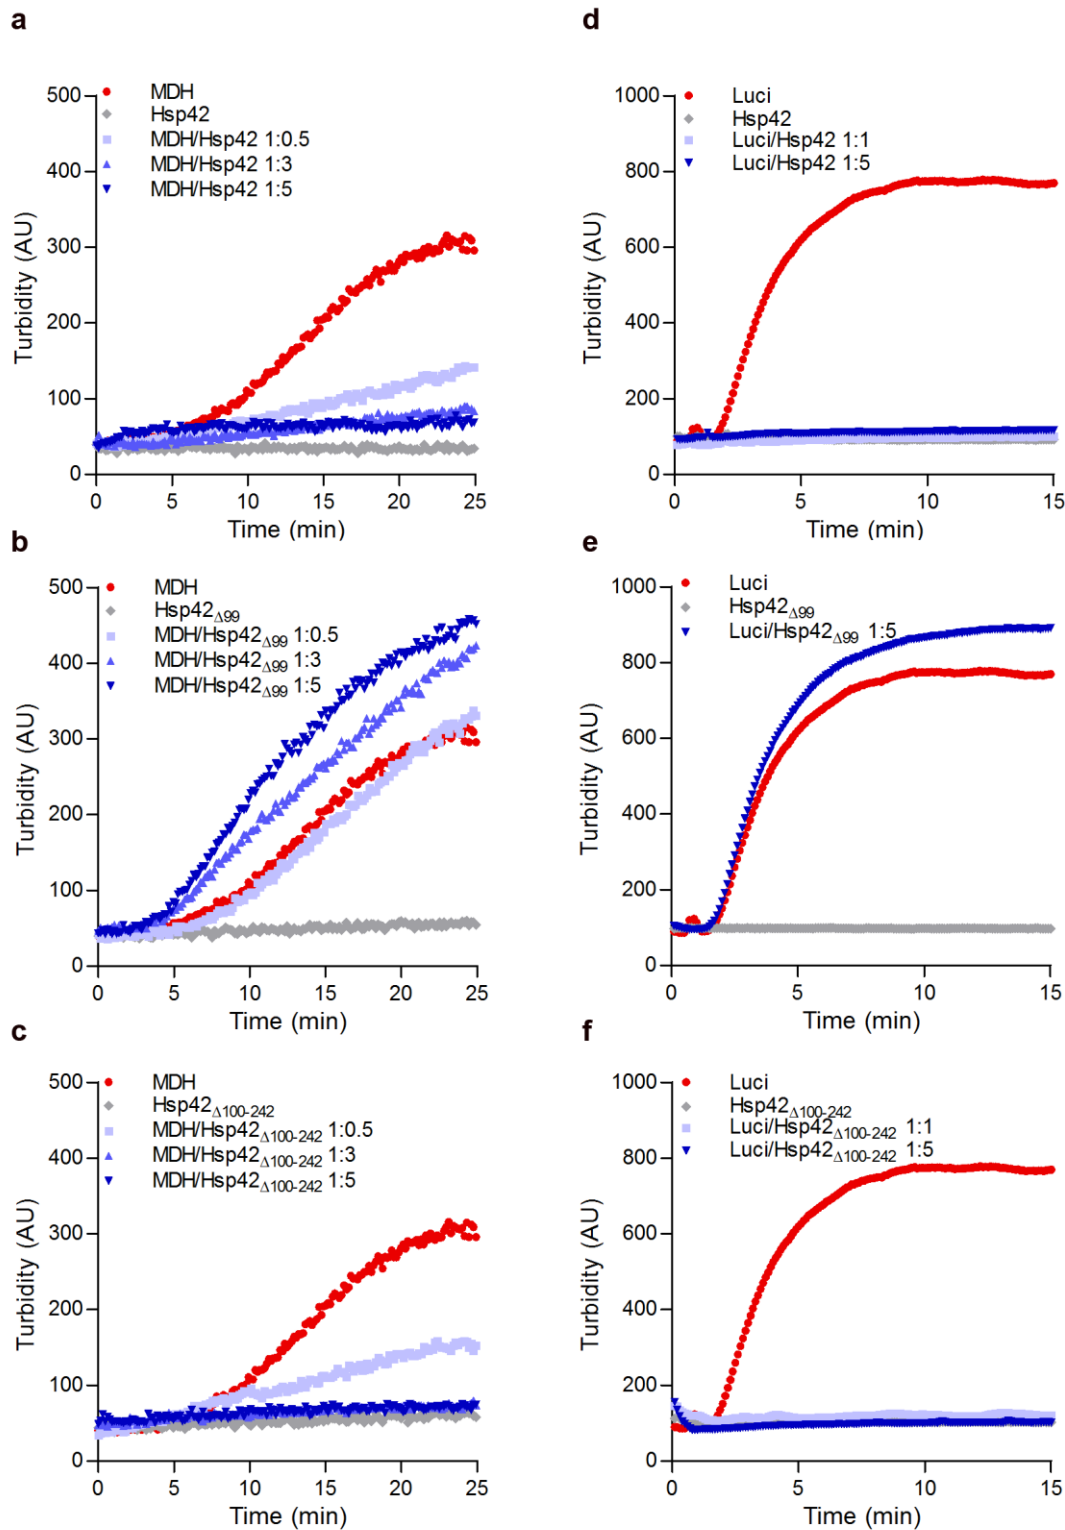 a
500
400
300
200
100
0
Turbidity (AU)
MDH
Hsp42
MDH/Hsp42 1:0.5
MDH/Hsp42 1:3
MDH/Hsp42 1:5
0 5 10 15 20 25
Time (min)
d
1000
800
600
400
200
0
Turbidity (AU)
Luci
Hsp42
Luci/Hsp42 1:1
Luci/Hsp42 1:5
0 5 10 15
Time (min)
b
500
400
300
200
100
0
Turbidity (AU)
MDH
Hsp42Δ99
MDH/Hsp42Δ99 1:0.5
MDH/Hsp42Δ99 1:3
MDH/Hsp42Δ99 1:5
0 5 10 15 20 25
Time (min)
e
1000
800
600
400
200
0
Turbidity (AU)
Luci
Hsp42Δ99
Luci/Hsp42Δ99 1:5
0 5 10 15
Time (min)
c
500
400
300
200
100
0
Turbidity (AU)
MDH
Hsp42Δ100-242
MDH/Hsp42Δ100-242 1:0.5
MDH/Hsp42Δ100-242 1:3
MDH/Hsp42Δ100-242 1:5
0 5 10 15 20 25
Time (min)
f
1000
800
600
400
200
0
Turbidity (AU)
Luci
Hsp42Δ100-242
Luci/Hsp42Δ100-242 1:1
Luci/Hsp42Δ100-242 1:5
0 5 10 15
Time (min)